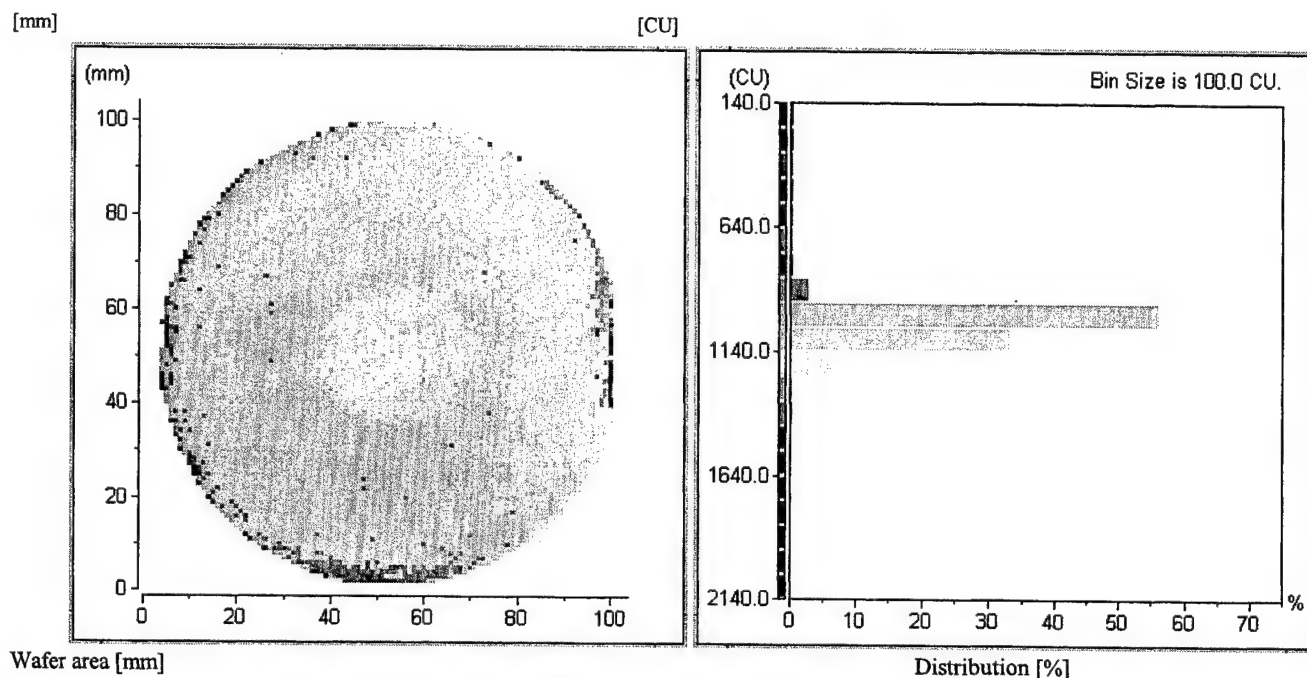 [mm] [CU]
(mm)
100
80
60
40
20
0
0 20 40 60 80 100
Wafer area [mm]
(CU) Bin Size is 100.0 CU.
140.0
640.0
1140.0
1640.0
2140.0
0 10 20 30 40 50 60 70 %
Distribution [%]